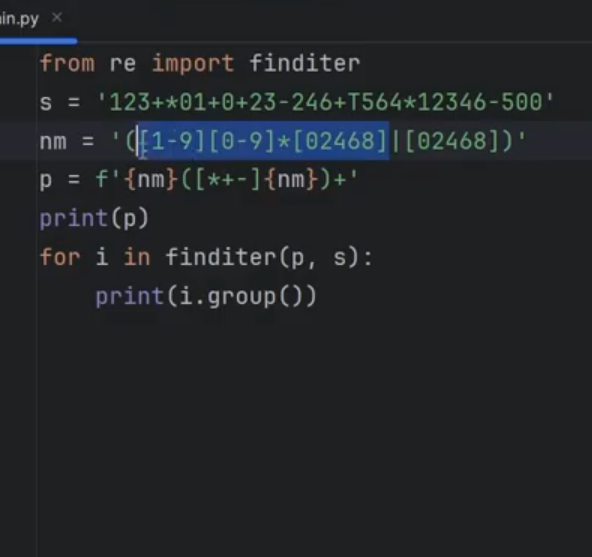 in.py ×
from re import finditer
s = '123+*01+0+23-246+T564*12346-500'
nm = '([1-9][0-9]*[02468]|[02468])'
p = f'{nm}([*+-]{nm})+'
print(p)
for i in finditer(p, s):
    print(i.group())